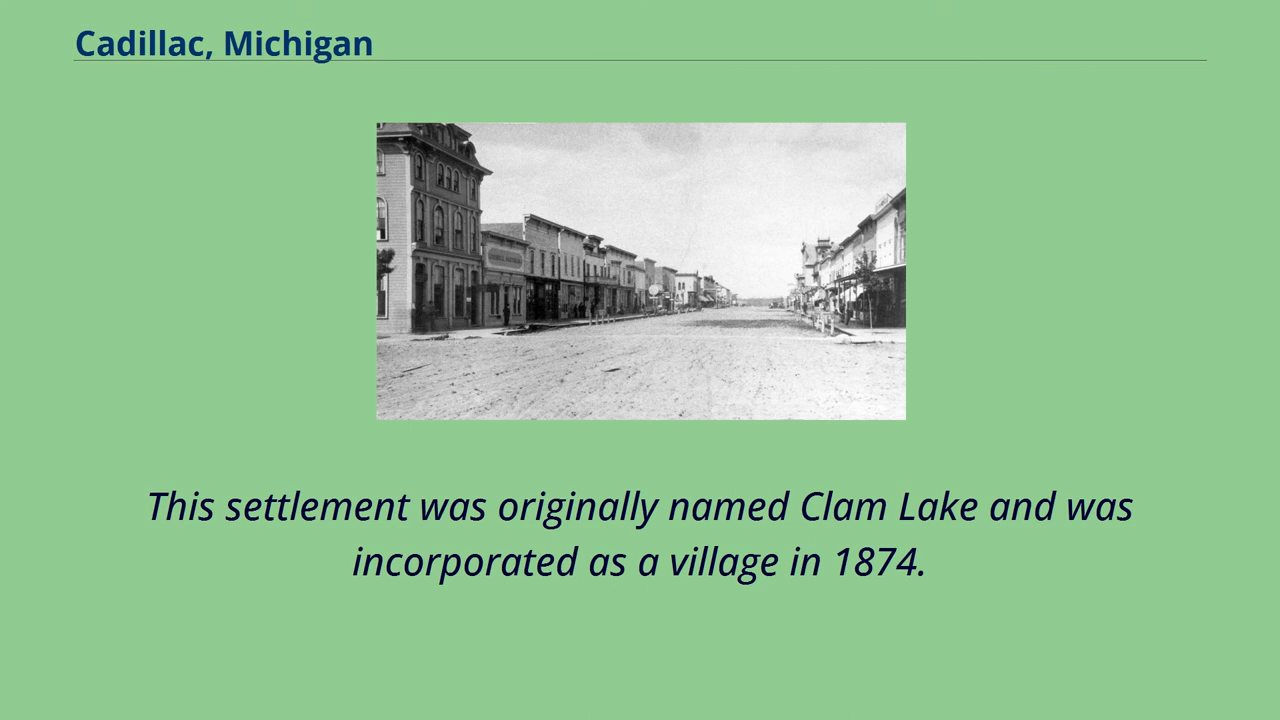 Cadillac, Michigan
This settlement was originally named Clam Lake and was
incorporated as a village in 1874.